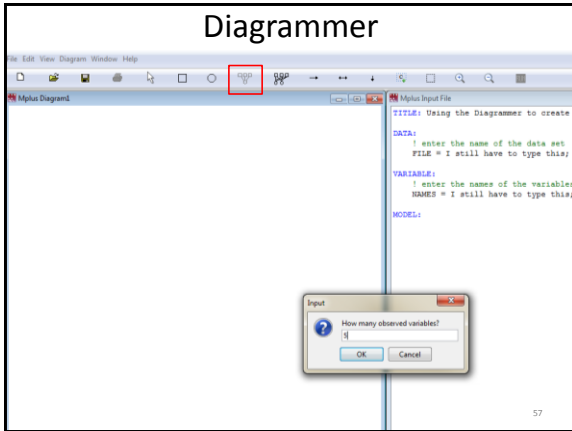 Diagrammer
File Edit View Diagram Window Help
Mplus Diagram1
Mplus Input File
TITLE: Using the Diagrammer to create
DATA:
! enter the name of the data set
FILE = I still have to type this;
VARIABLE:
! enter the names of the variables
NAMES = I still have to type this;
MODEL:
Input
How many observed variables?
5
OK Cancel
57